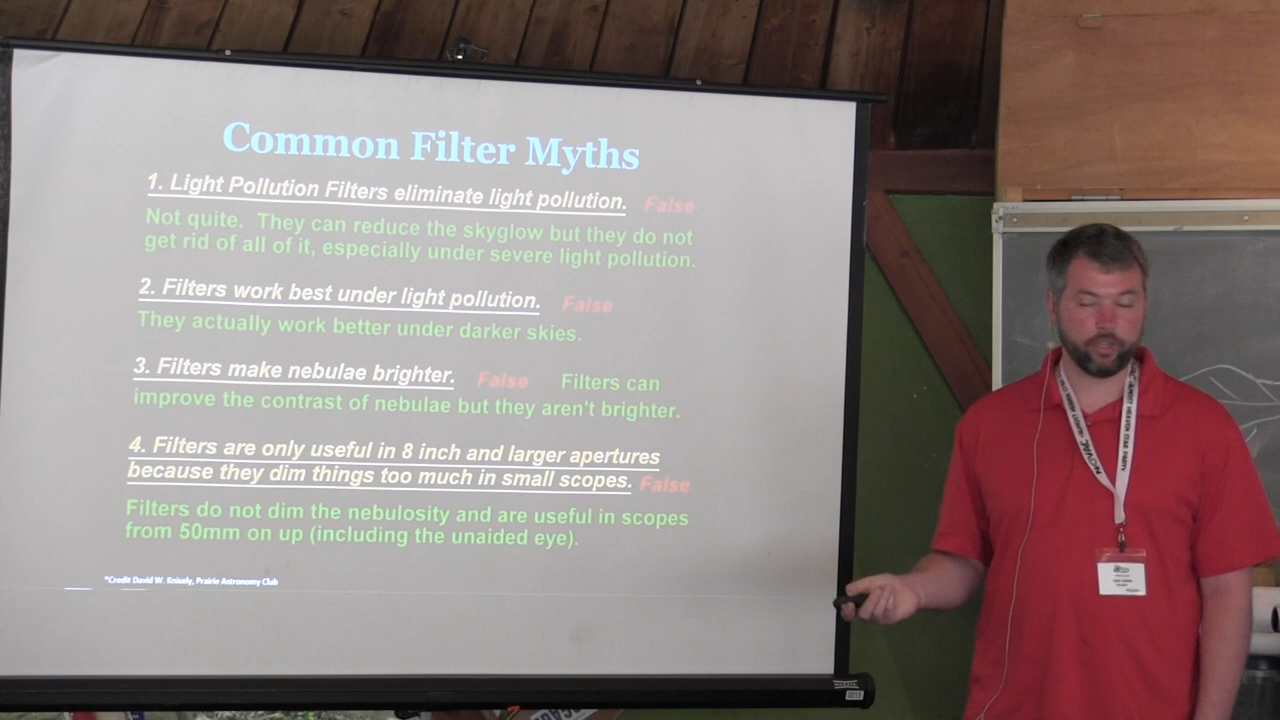 Common Filter Myths
1. Light Pollution Filters eliminate light pollution. False
Not quite. They can reduce the skyglow but they do not
get rid of all of it, especially under severe light pollution.
2. Filters work best under light pollution. False
They actually work better under darker skies.
3. Filters make nebulae brighter. False Filters can
improve the contrast of nebulae but they aren't brighter.
4. Filters are only useful in 8 inch and larger apertures
because they dim things too much in small scopes. False
Filters do not dim the nebulosity and are useful in scopes
from 50mm on up (including the unaided eye).
*Credit David W. Knisely, Prairie Astronomy Club
NOVAC ALMOST HEAVEN STAR PARTY